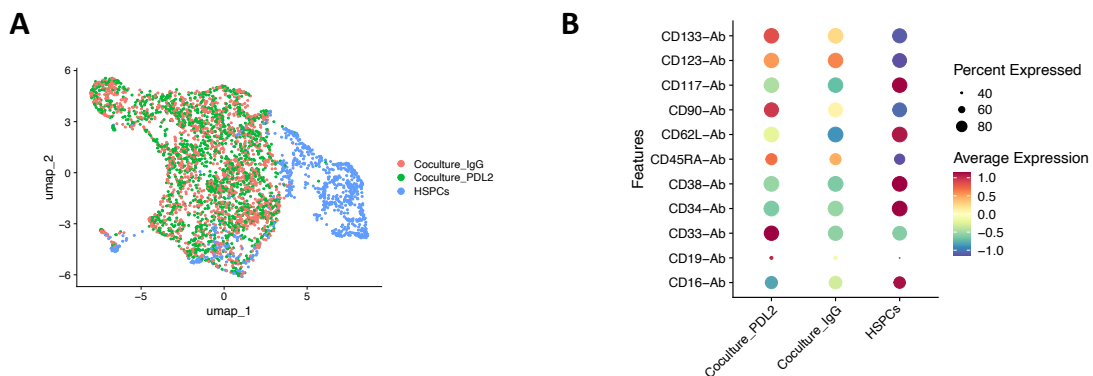 A
6
3
0
−3
−6
umap_2
−5
0
5
umap_1
Coculture_IgG
Coculture_PDL2
HSPCs
B
Features
CD133−Ab
CD123−Ab
CD117−Ab
CD90−Ab
CD62L−Ab
CD45RA−Ab
CD38−Ab
CD34−Ab
CD33−Ab
CD19−Ab
CD16−Ab
Coculture_PDL2
Coculture_IgG
HSPCs
Percent Expressed
40
60
80
Average Expression
1.0
0.5
0.0
−0.5
−1.0